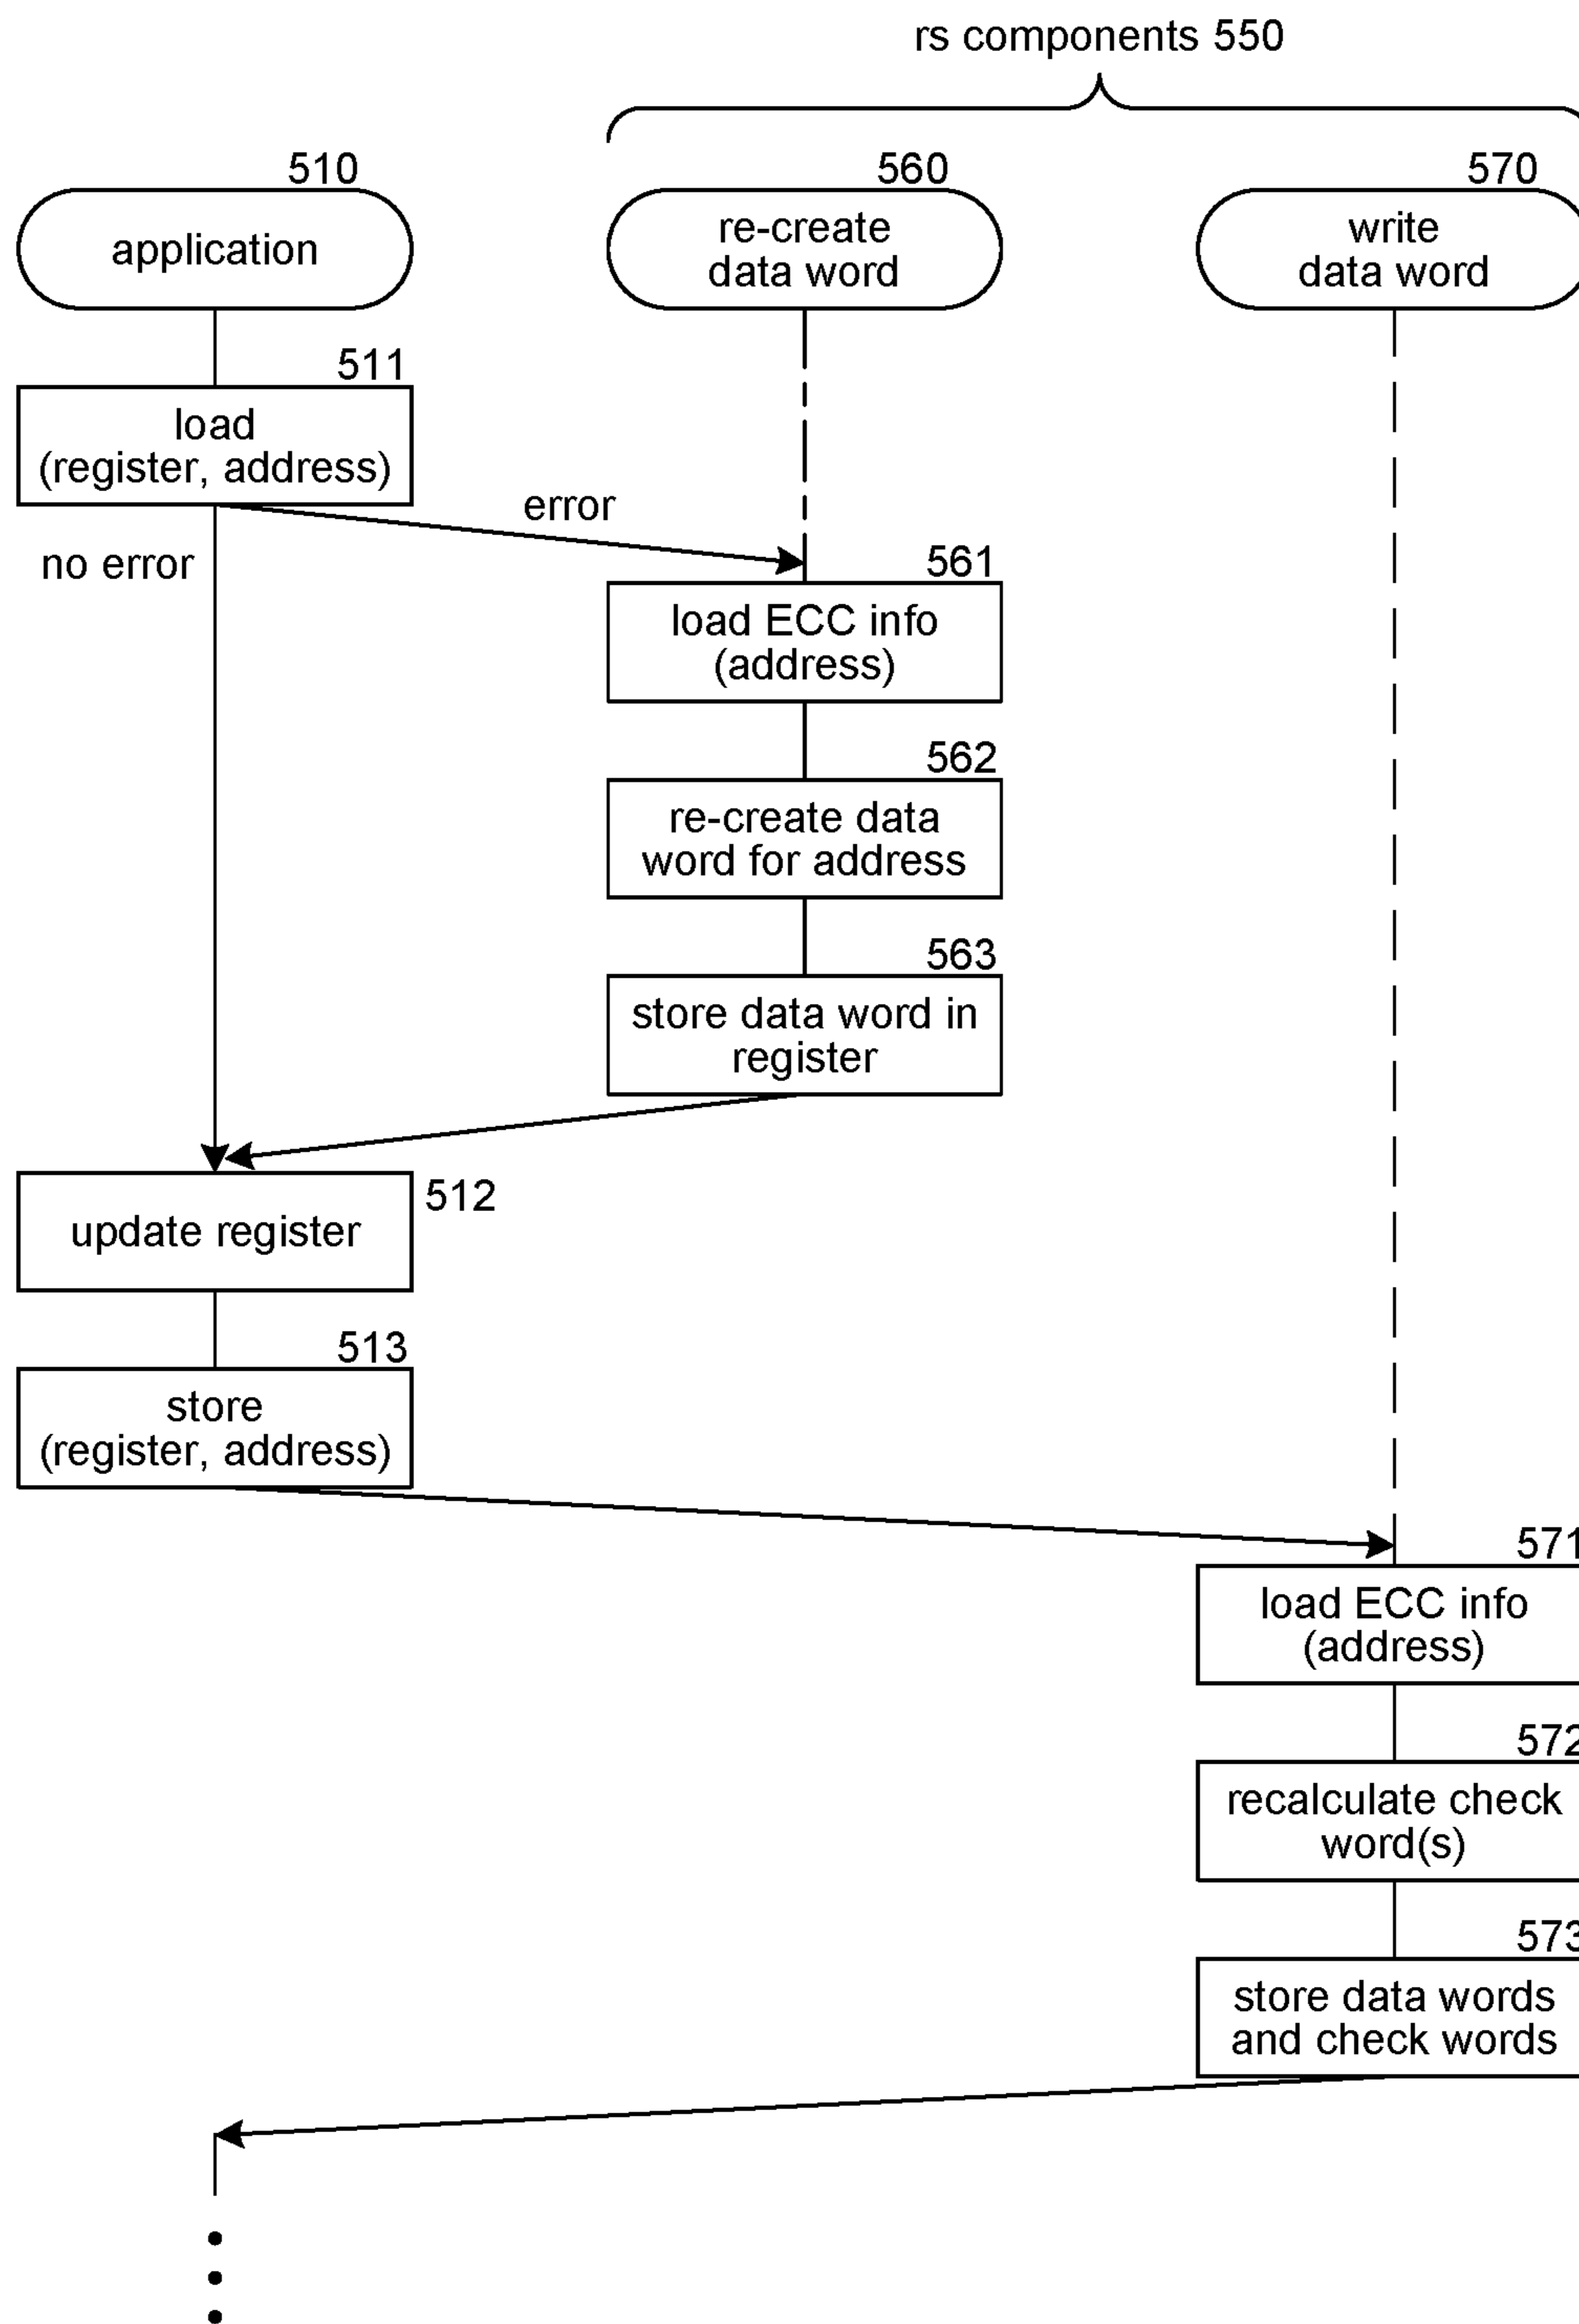 rs components 550
510
application
560
re-create
data word
570
write
data word
511
load
(register, address)
error
no error
561
load ECC info
(address)
562
re-create data
word for address
563
store data word in
register
update register
512
513
store
(register, address)
571
load ECC info
(address)
572
recalculate check
word(s)
573
store data words
and check words